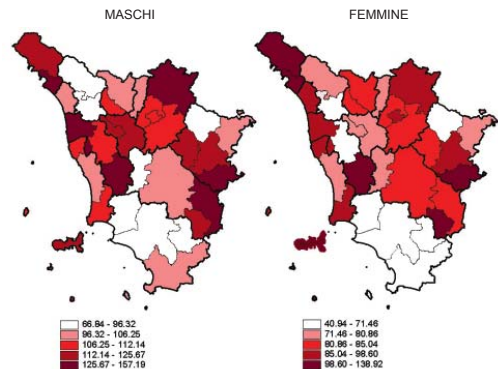 MASCHI
FEMMINE
66.84 - 96.32
96.32 - 106.25
106.25 - 112.14
112.14 - 125.67
125.67 - 157.19
40.94 - 71.46
71.46 - 80.86
80.86 - 85.04
85.04 - 98.60
98.60 - 138.92